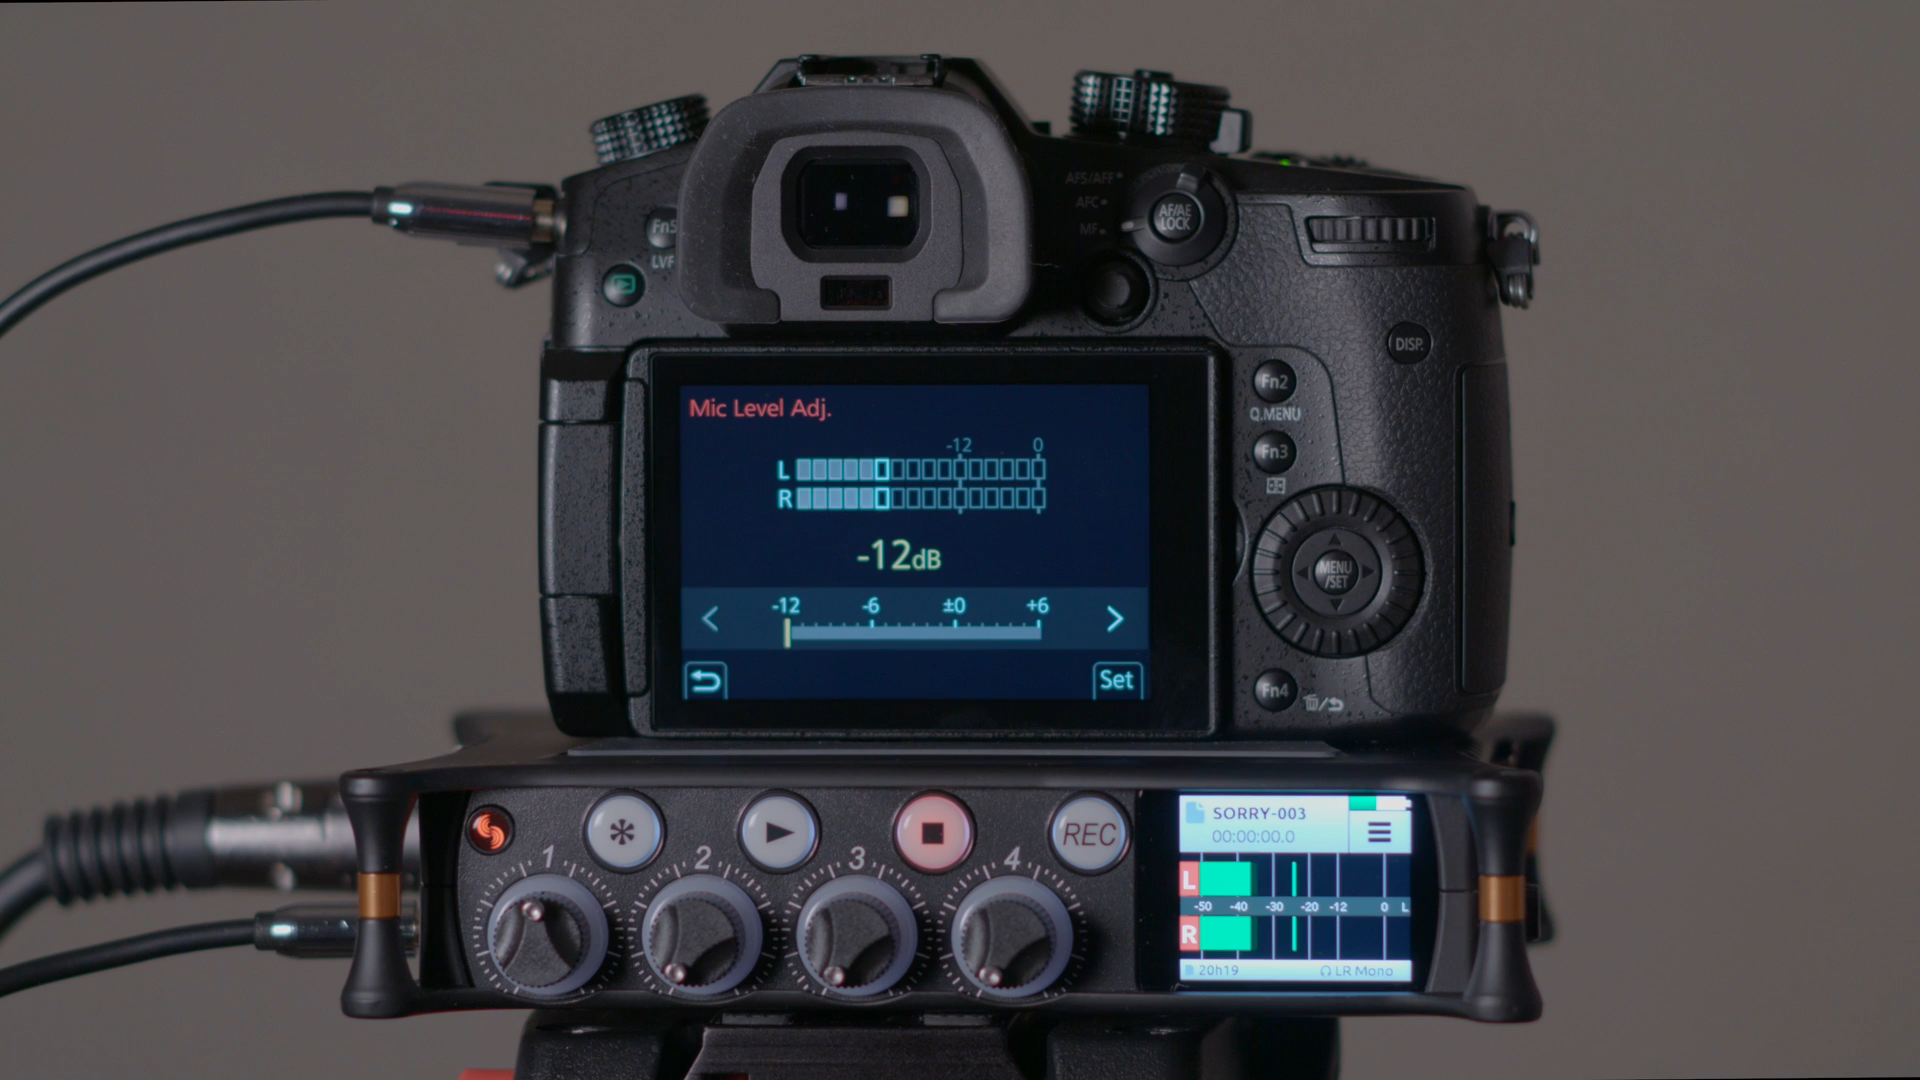 AFS/AFF
AFC
MF
AF/AE
LOCK
Fn5
LVF
DISP.
Fn2
Q.MENU
Fn3
MENU
/SET
Fn4
Mic Level Adj.
-12 0
L
R
-12dB
-12 -6 ±0 +6
Set
1 2 3 4
REC
SORRY-003
00:00:00.0
L
-50 -40 -30 -20 -12 0 L
R
20h19 LR Mono